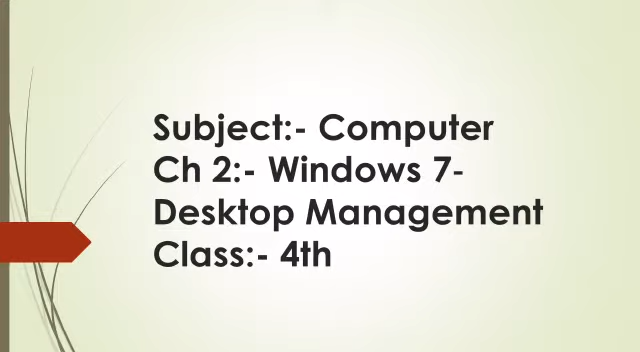 Subject:- Computer
Ch 2:- Windows 7-
Desktop Management
Class:- 4th